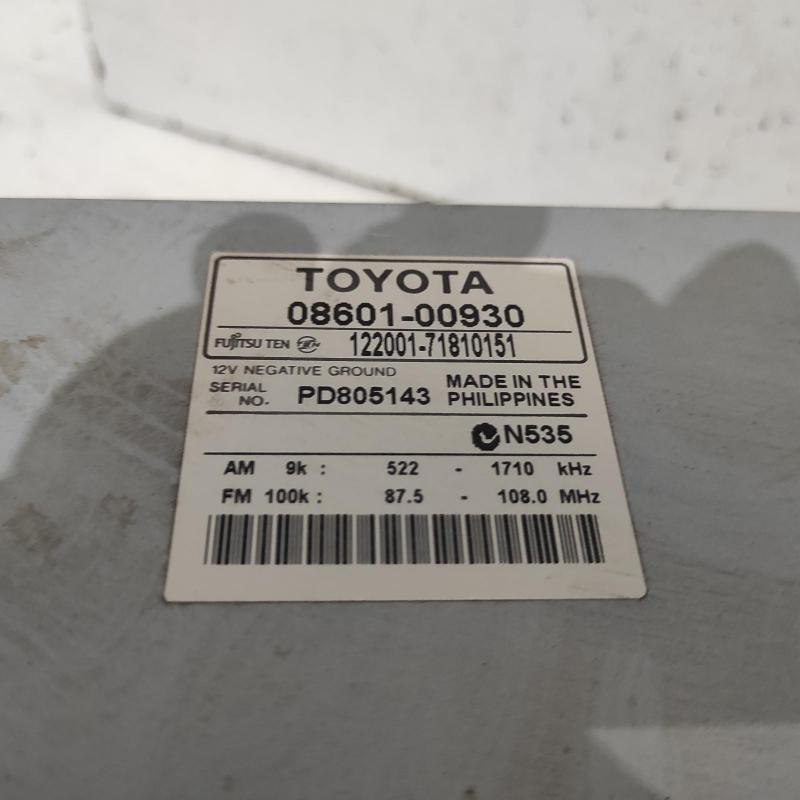 TOYOTA
08601-00930
FUJITSU TEN TEN 122001-71810151
12V NEGATIVE GROUND
SERIAL NO. PD805143 MADE IN THE PHILIPPINES
N535
AM 9k : 522 - 1710 kHz
FM 100k : 87.5 - 108.0 MHz